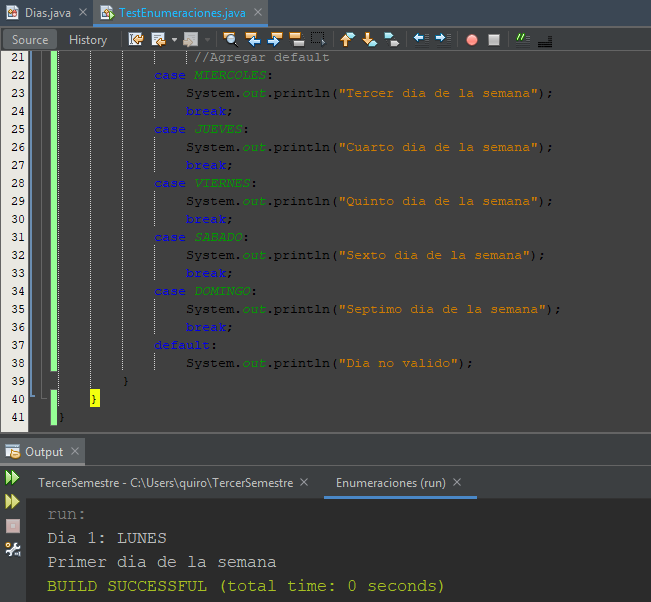 Dias.java × TestEnumeraciones.java ×
Source History
21 //Agregar default
22 case MIERCOLES:
23 System.out.println("Tercer dia de la semana");
24 break;
25 case JUEVES:
26 System.out.println("Cuarto dia de la semana");
27 break;
28 case VIERNES:
29 System.out.println("Quinto dia de la semana");
30 break;
31 case SABADO:
32 System.out.println("Sexto dia de la semana");
33 break;
34 case DOMINGO:
35 System.out.println("Septimo dia de la semana");
36 break;
37 default:
38 System.out.println("Dia no valido");
39 }
40 }
41 }
Output ×
TercerSemestre - C:\Users\quiro\TercerSemestre × Enumeraciones (run) ×
run:
Dia 1: LUNES
Primer dia de la semana
BUILD SUCCESSFUL (total time: 0 seconds)